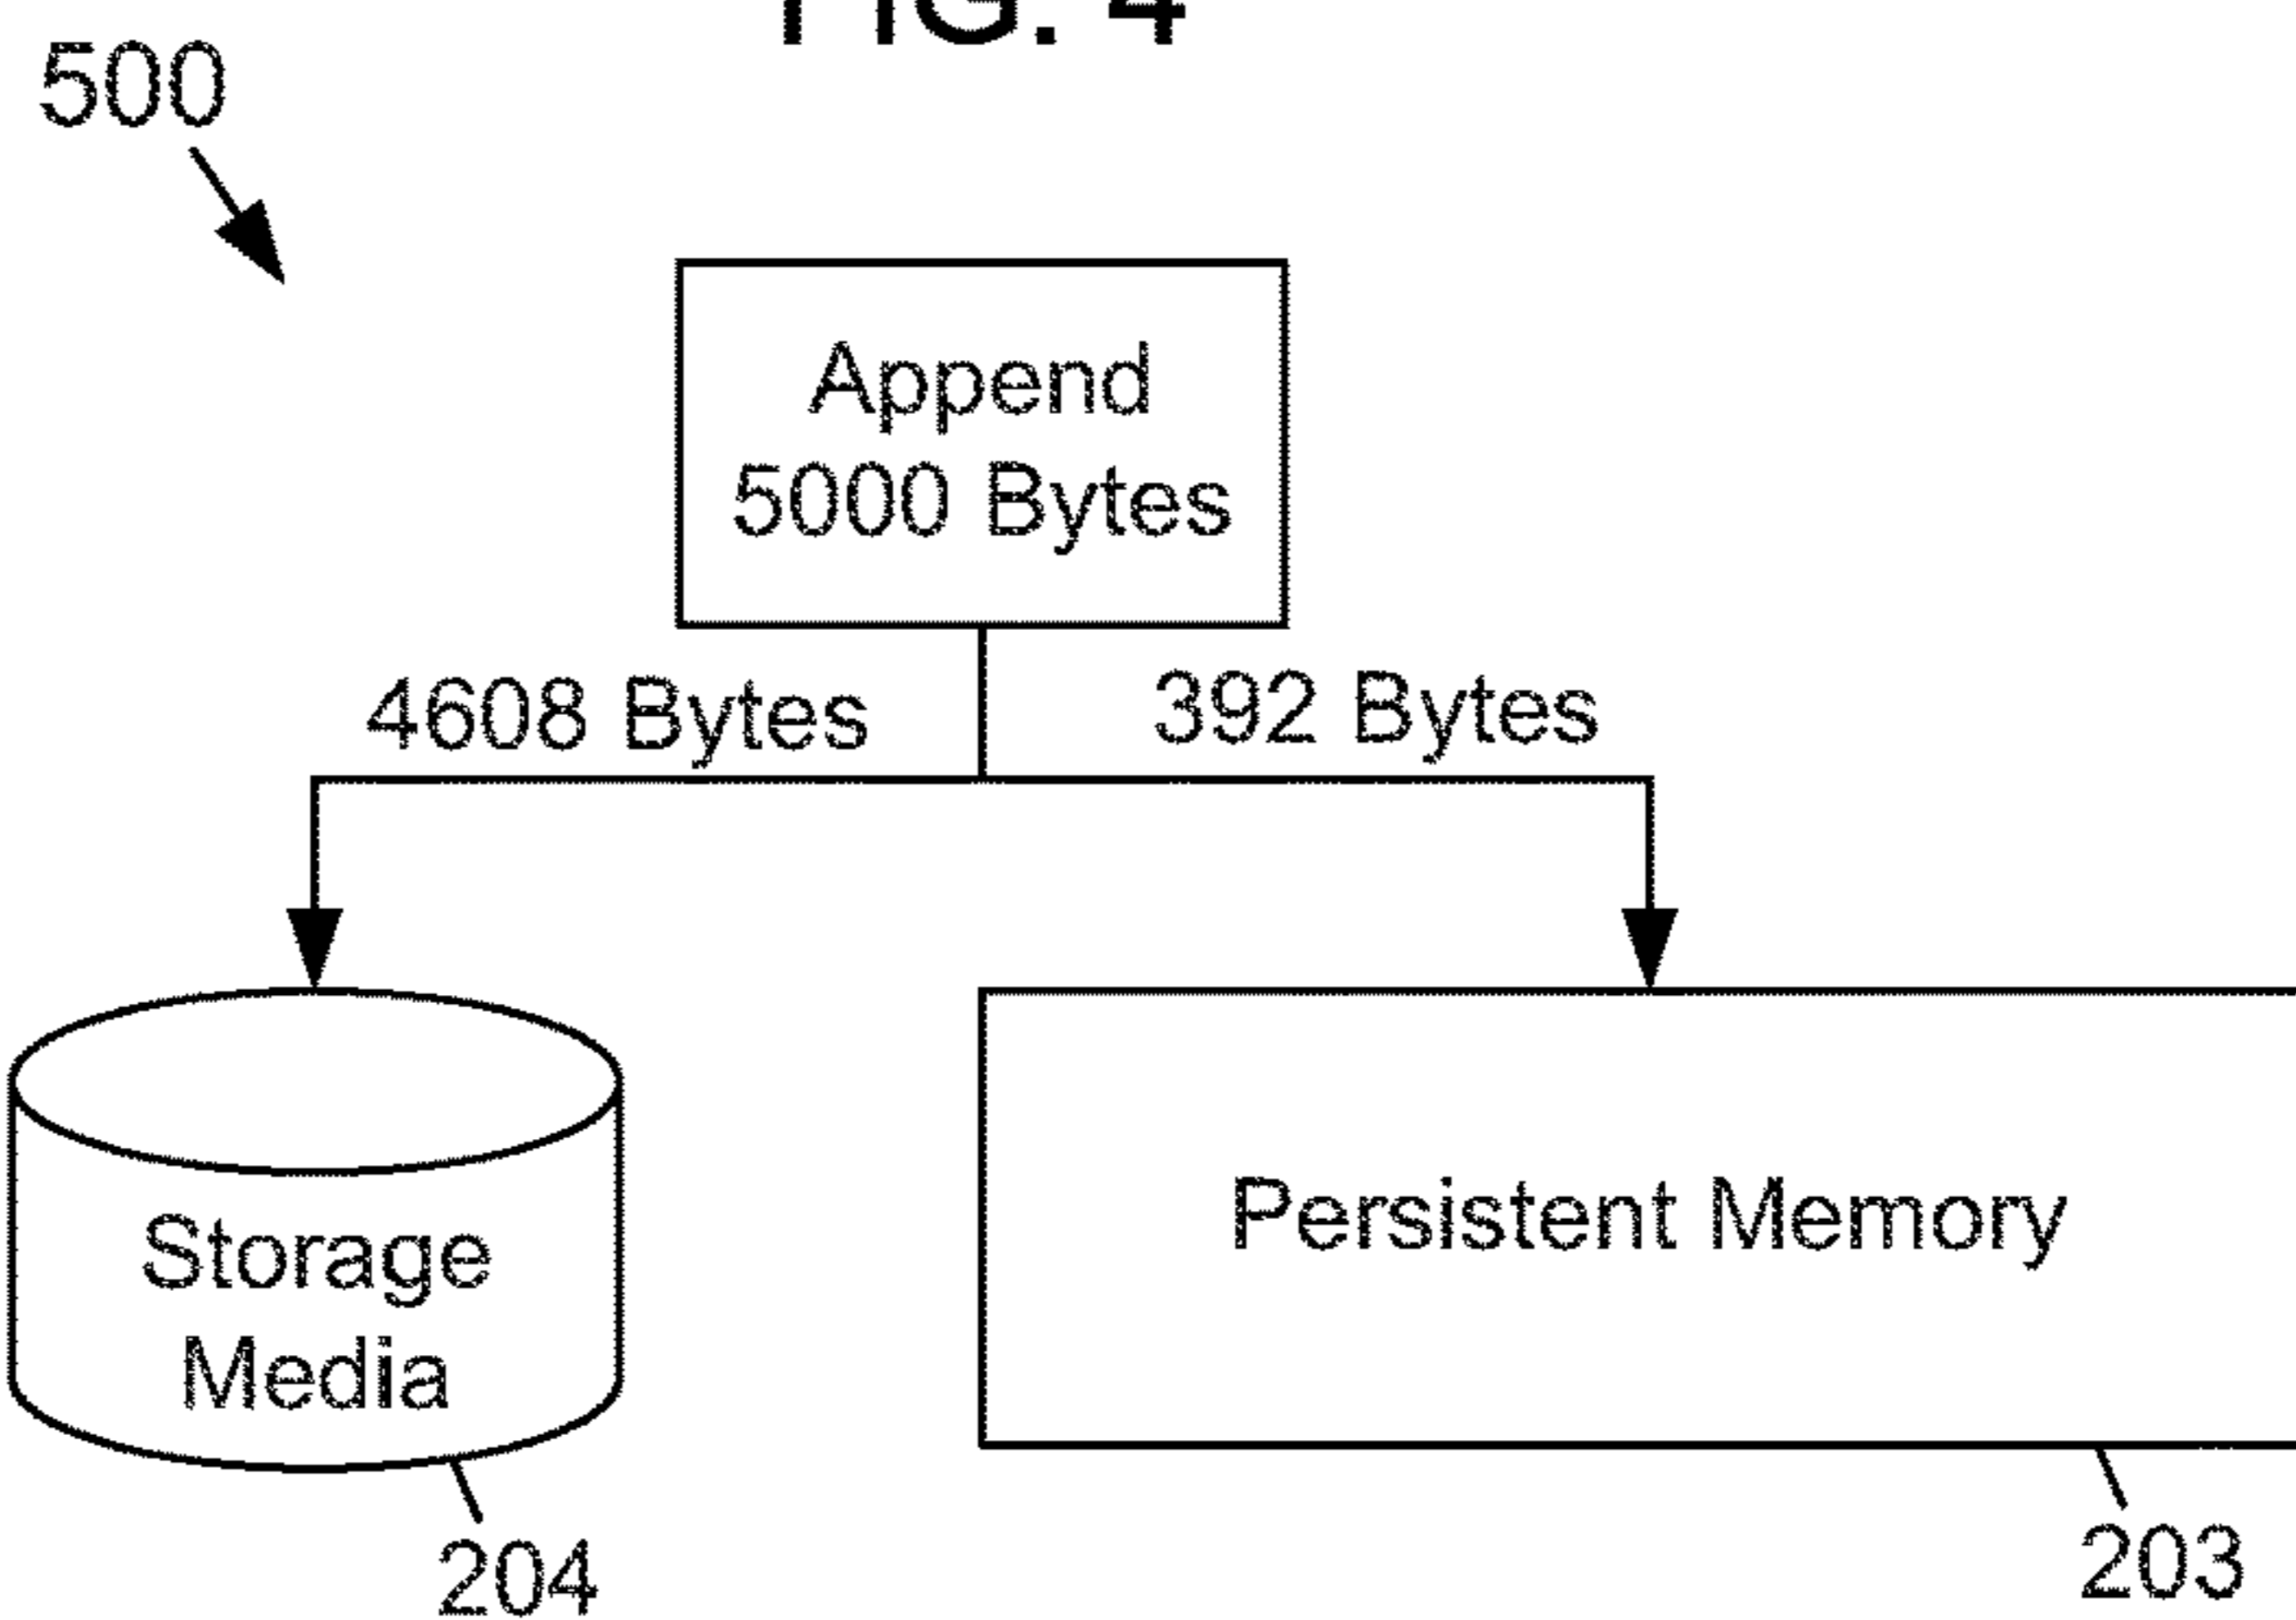 FIG. 4
500
Append
5000 Bytes
4608 Bytes
392 Bytes
Storage
Media
Persistent Memory
204
203